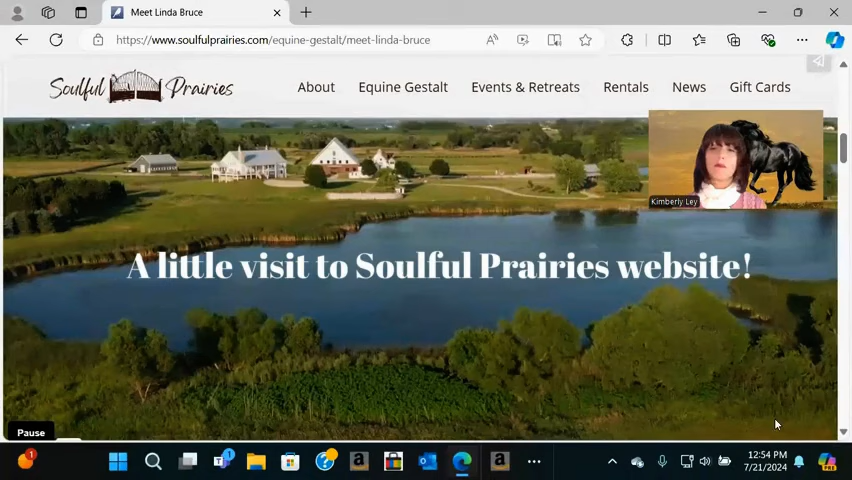 Meet Linda Bruce
https://www.soulfulprairies.com/equine-gestalt/meet-linda-bruce
Soulful Prairies
About
Equine Gestalt
Events & Retreats
Rentals
News
Gift Cards
Kimberly Ley
A little visit to Soulful Prairies website!
Pause
12:54 PM
7/21/2024